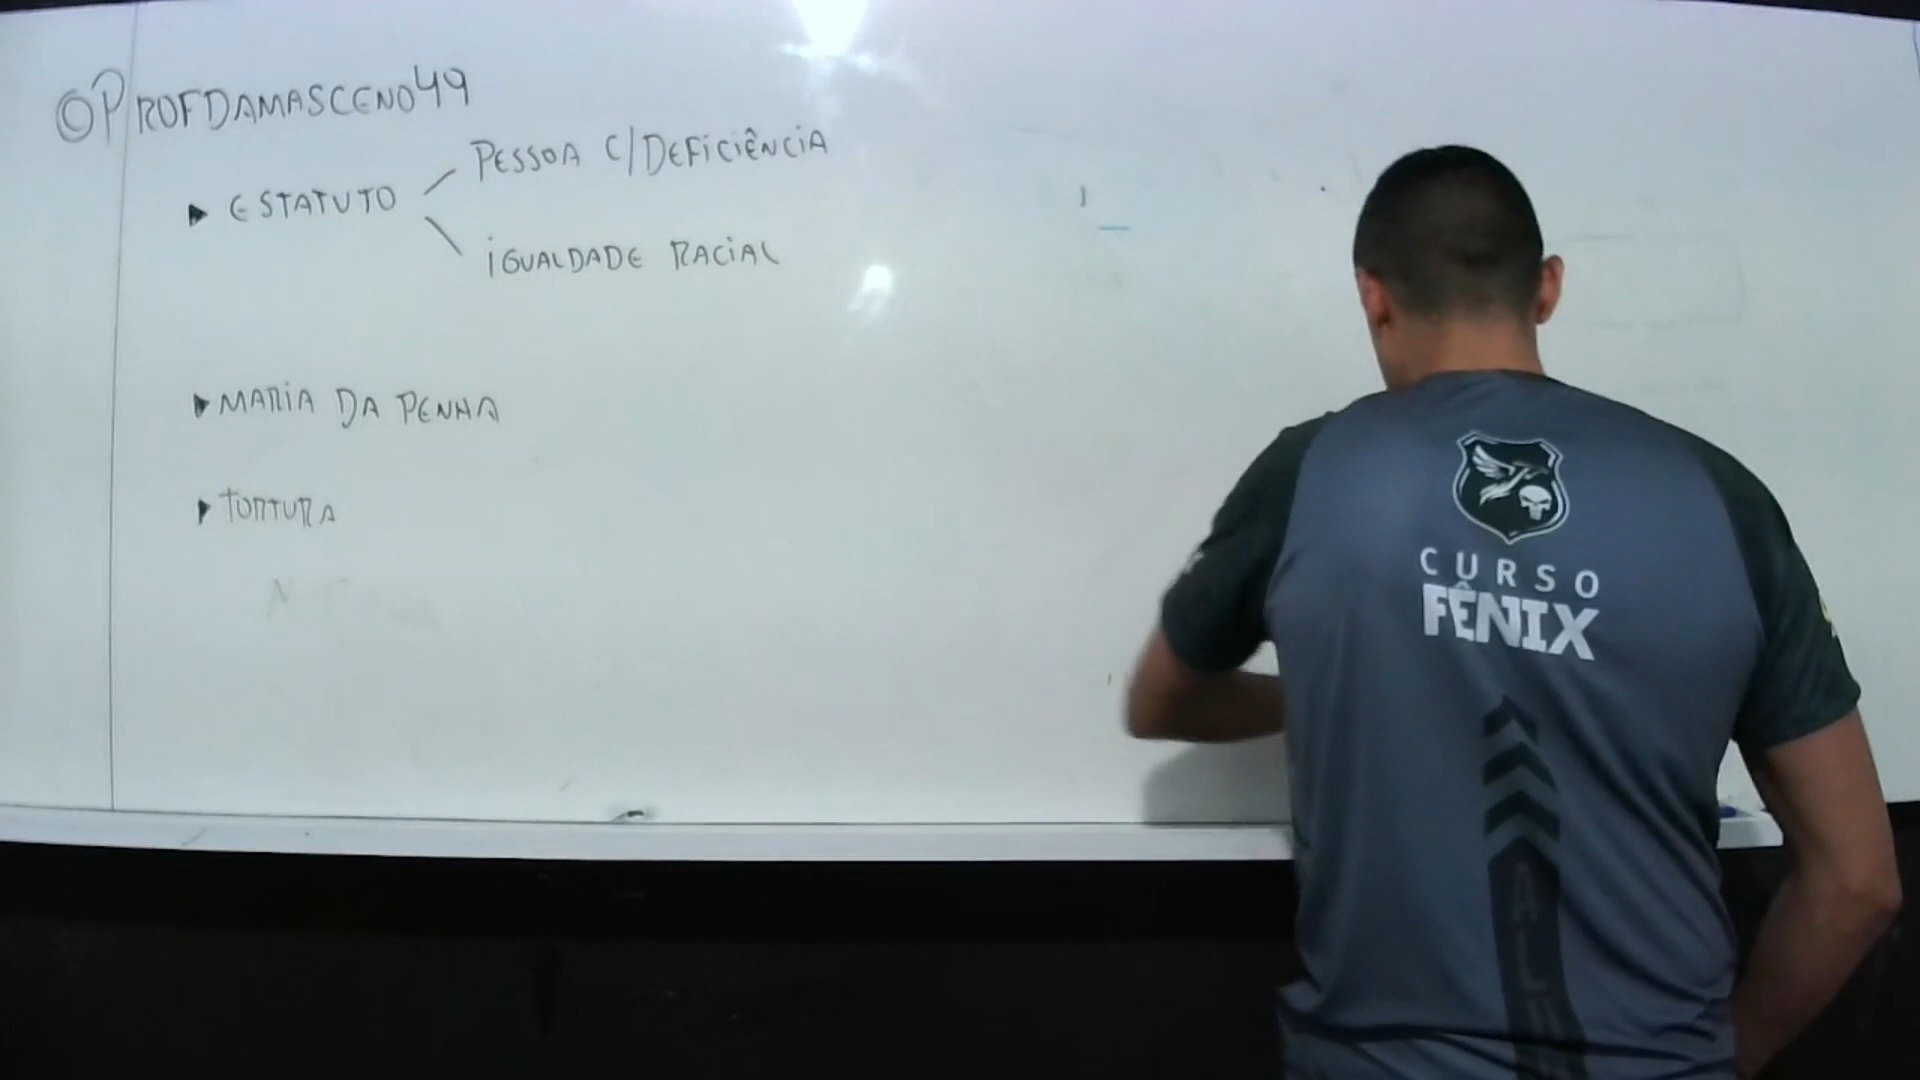 @PROFDAMASCENO49
▶ ESTATUTO
PESSOA C/DEFICIÊNCIA
IGUALDADE RACIAL
▶ MARIA DA PENHA
▶ TORTURA
CURSO
FÊNIX